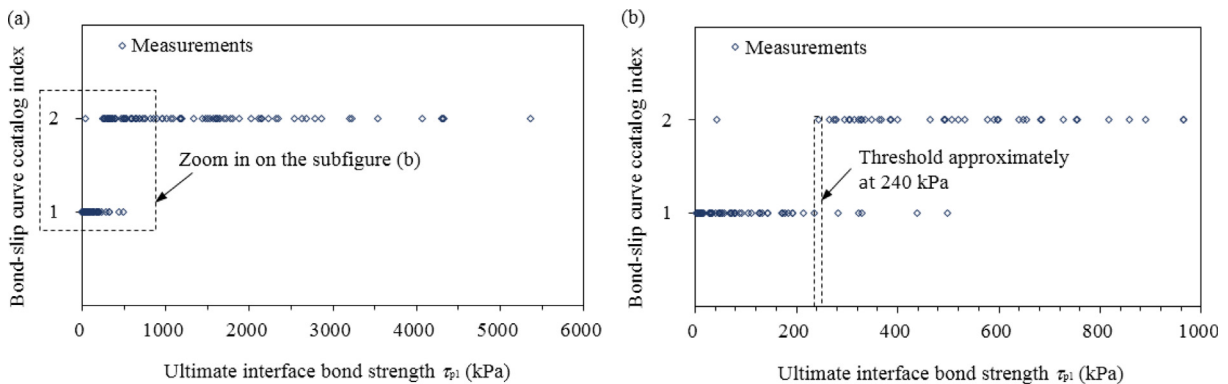 (a)
Measurements
Bond-slip curve ccatalog index
2
1
Zoom in on the subfigure (b)
0 1000 2000 3000 4000 5000 6000
Ultimate interface bond strength τp1 (kPa)
(b)
Measurements
Bond-slip curve ccatalog index
2
1
Threshold approximately
at 240 kPa
0 200 400 600 800 1000
Ultimate interface bond strength τp1 (kPa)